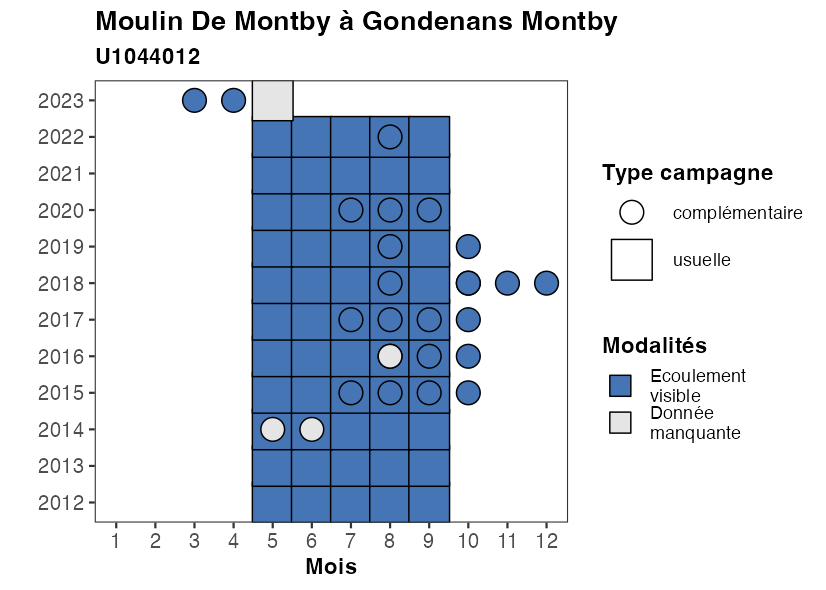 Moulin De Montby à Gondenans Montby
U1044012
2023
2022
2021
2020
2019
2018
2017
2016
2015
2014
2013
2012
1 2 3 4 5 6 7 8 9 10 11 12
Mois
Type campagne
complémentaire
usuelle
Modalités
Ecoulement
visible
Donnée
manquante